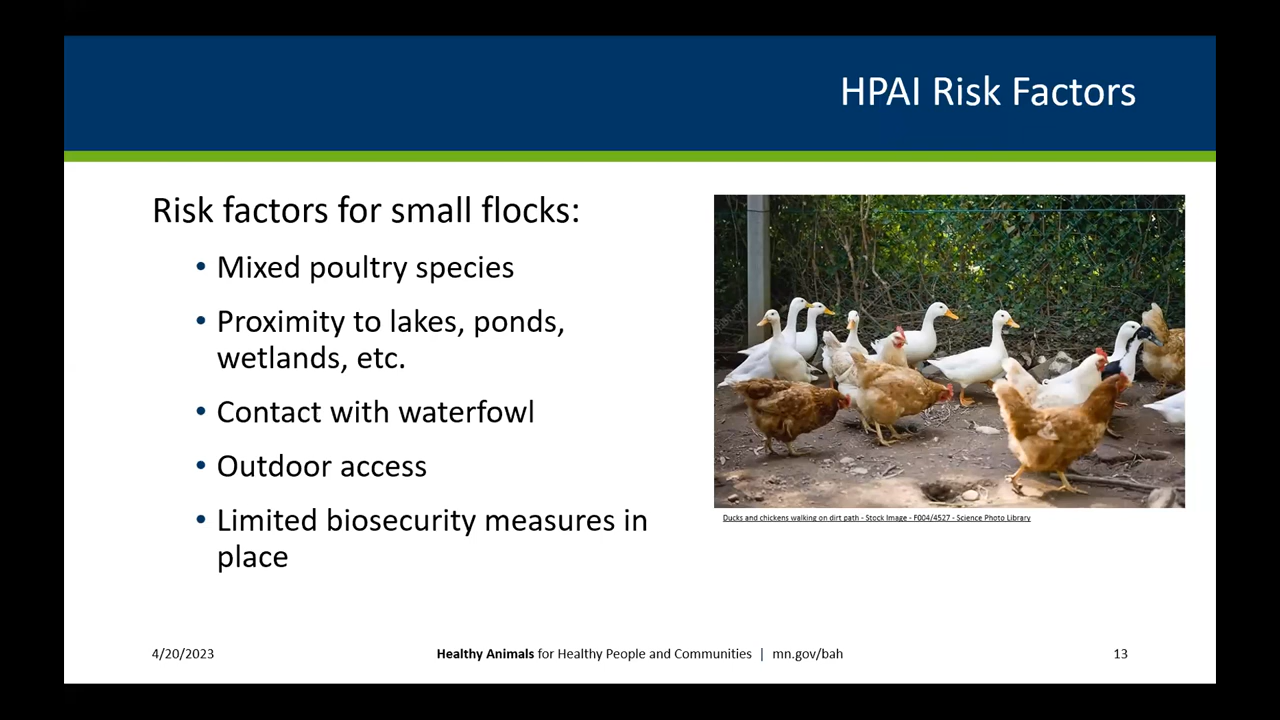 HPAI Risk Factors
Risk factors for small flocks:
• Mixed poultry species
• Proximity to lakes, ponds,
wetlands, etc.
• Contact with waterfowl
• Outdoor access
• Limited biosecurity measures in
place
Ducks and chickens walking on dirt path - Stock Image - F004/4527 - Science Photo Library
4/20/2023
Healthy Animals for Healthy People and Communities | mn.gov/bah
13